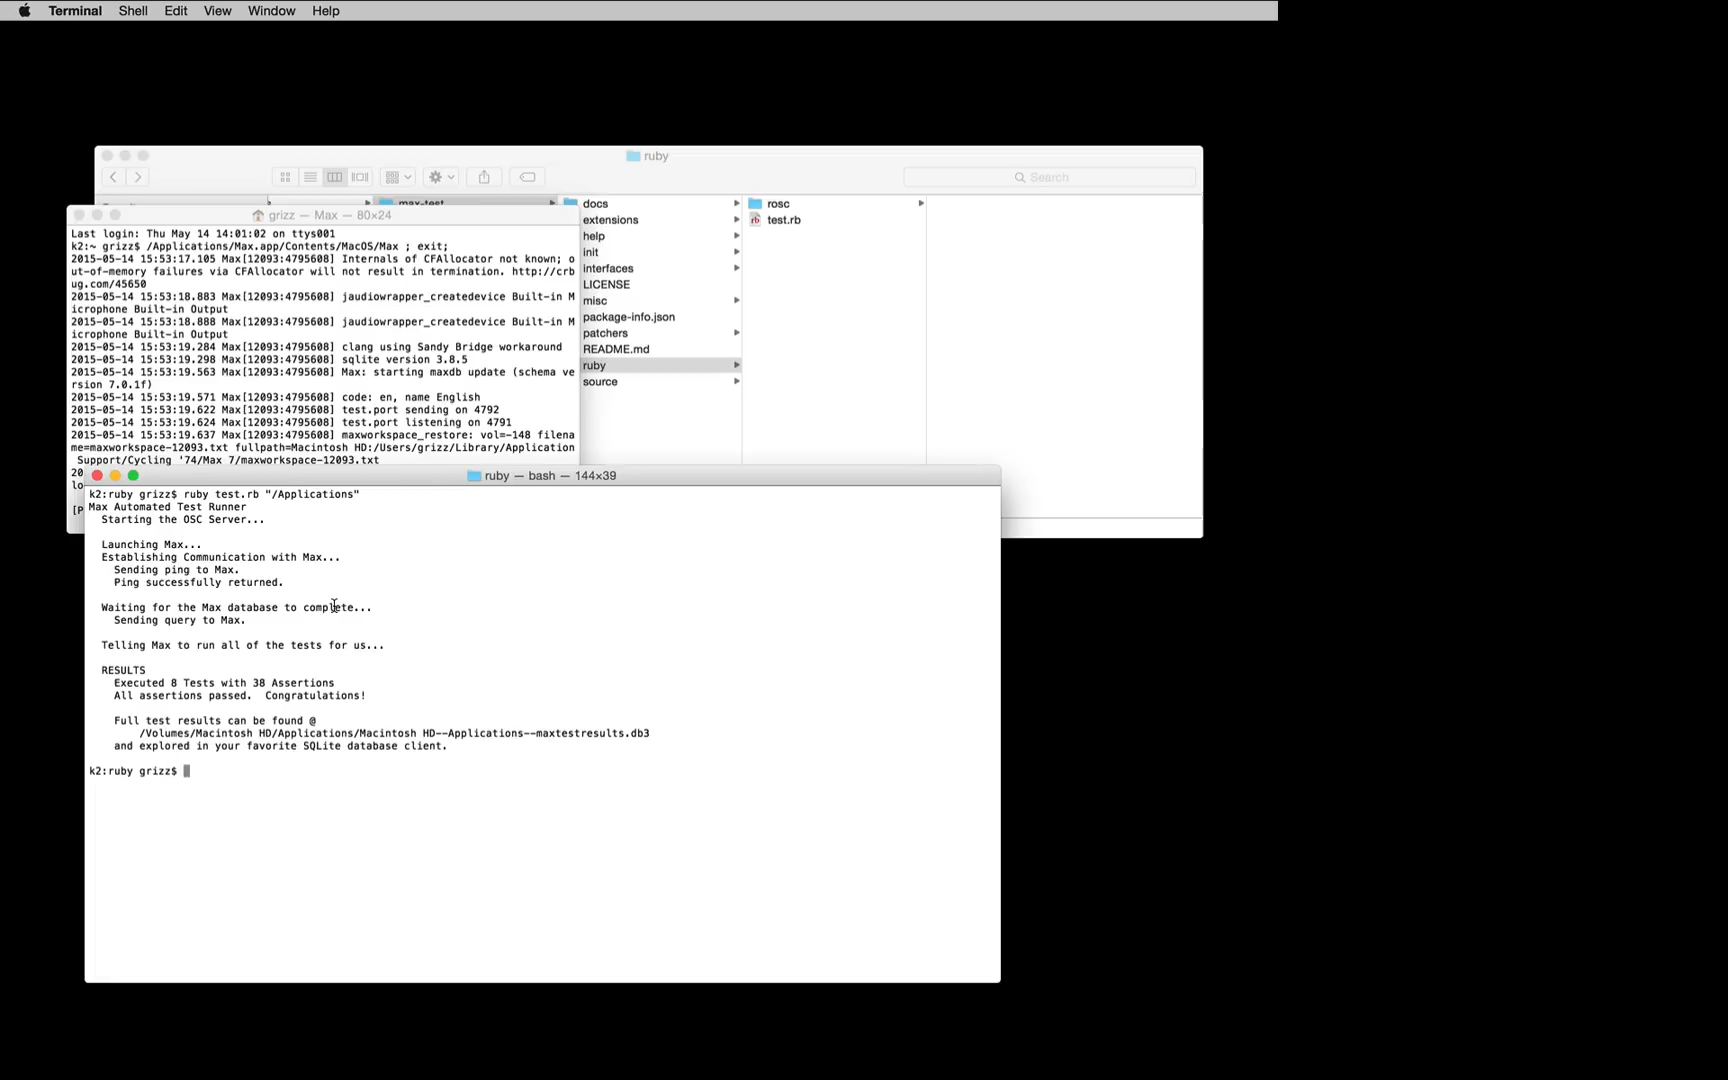 Terminal Shell Edit View Window Help
ruby
Search
max-test
docs
extensions
help
init
interfaces
LICENSE
misc
package-info.json
patchers
README.md
ruby
source
rosc
test.rb
grizz — Max — 80×24
Last login: Thu May 14 14:01:02 on ttys001
k2:~ grizz$ /Applications/Max.app/Contents/MacOS/Max ; exit;
2015-05-14 15:53:17.105 Max[12093:4795608] Internals of CFAllocator not known; o
ut-of-memory failures via CFAllocator will not result in termination. http://crb
ug.com/45650
2015-05-14 15:53:18.883 Max[12093:4795608] jaudiowrapper_createdevice Built-in M
icrophone Built-in Output
2015-05-14 15:53:18.888 Max[12093:4795608] jaudiowrapper_createdevice Built-in M
icrophone Built-in Output
2015-05-14 15:53:19.284 Max[12093:4795608] clang using Sandy Bridge workaround
2015-05-14 15:53:19.298 Max[12093:4795608] sqlite version 3.8.5
2015-05-14 15:53:19.563 Max[12093:4795608] Max: starting maxdb update (schema ve
rsion 7.0.1f)
2015-05-14 15:53:19.571 Max[12093:4795608] code: en, name English
2015-05-14 15:53:19.622 Max[12093:4795608] test.port sending on 4792
2015-05-14 15:53:19.624 Max[12093:4795608] test.port listening on 4791
2015-05-14 15:53:19.637 Max[12093:4795608] maxworkspace_restore: vol=-148 filena
me=maxworkspace-12093.txt fullpath=Macintosh HD:/Users/grizz/Library/Application
Support/Cycling '74/Max 7/maxworkspace-12093.txt
20
lo
[P
ruby — bash — 144×39
k2:ruby grizz$ ruby test.rb "/Applications"
Max Automated Test Runner
Starting the OSC Server...
Launching Max...
Establishing Communication with Max...
Sending ping to Max.
Ping successfully returned.
Waiting for the Max database to complete...
Sending query to Max.
Telling Max to run all of the tests for us...
RESULTS
Executed 8 Tests with 38 Assertions
All assertions passed.  Congratulations!
Full test results can be found @
/Volumes/Macintosh HD/Applications/Macintosh HD--Applications--maxtestresults.db3
and explored in your favorite SQLite database client.
k2:ruby grizz$